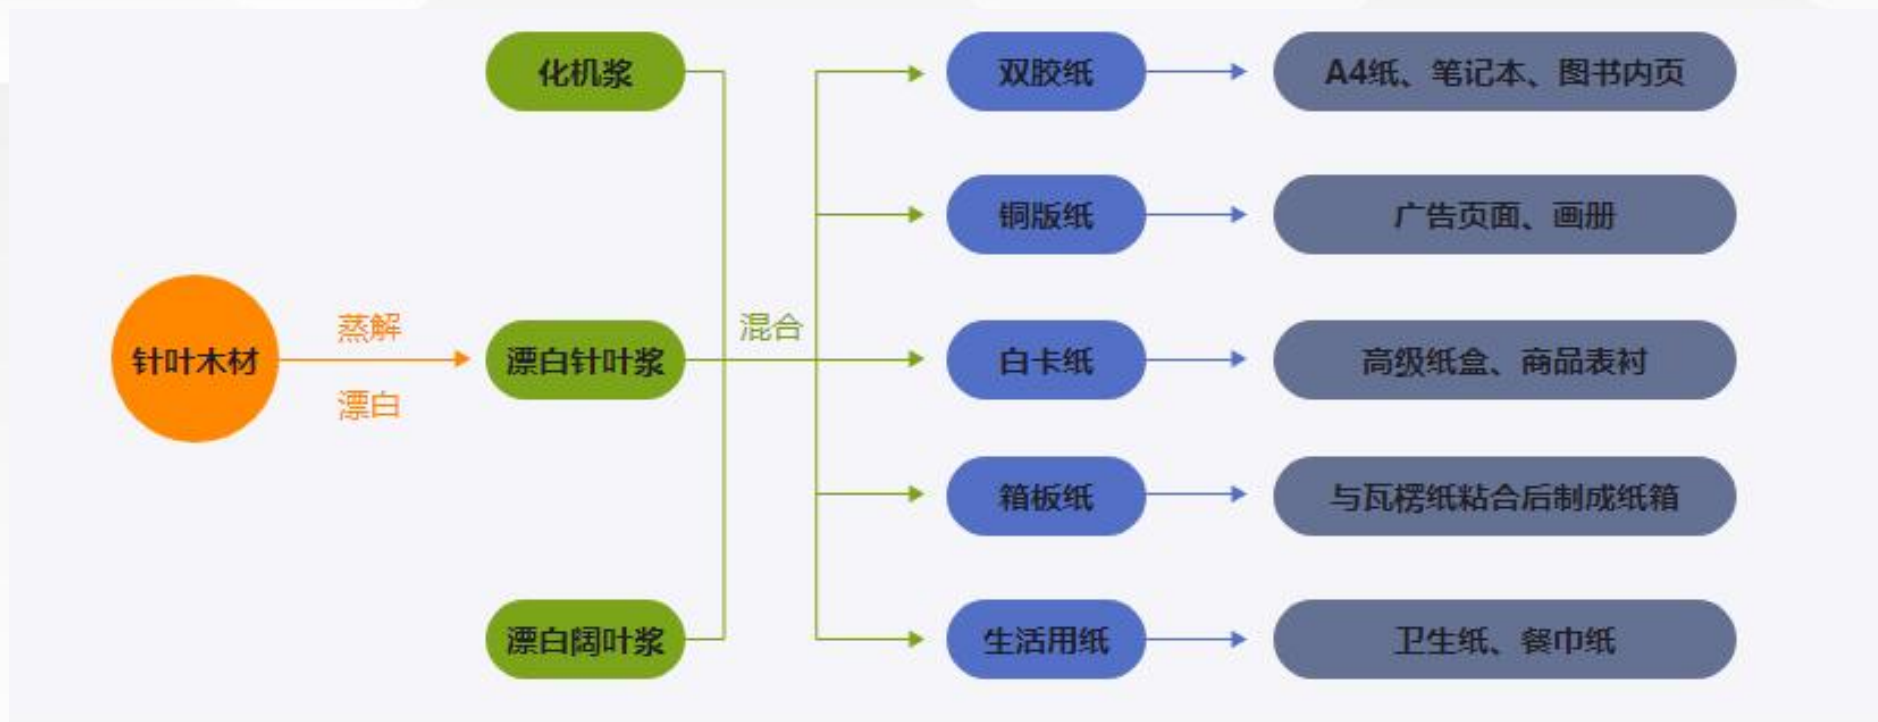 化机浆
双胶纸
A4纸、笔记本、图书内页
铜版纸
广告页面、画册
针叶木材
蒸解
漂白
漂白针叶浆
混合
白卡纸
高级纸盒、商品表衬
箱板纸
与瓦楞纸粘合后制成纸箱
漂白阔叶浆
生活用纸
卫生纸、餐巾纸